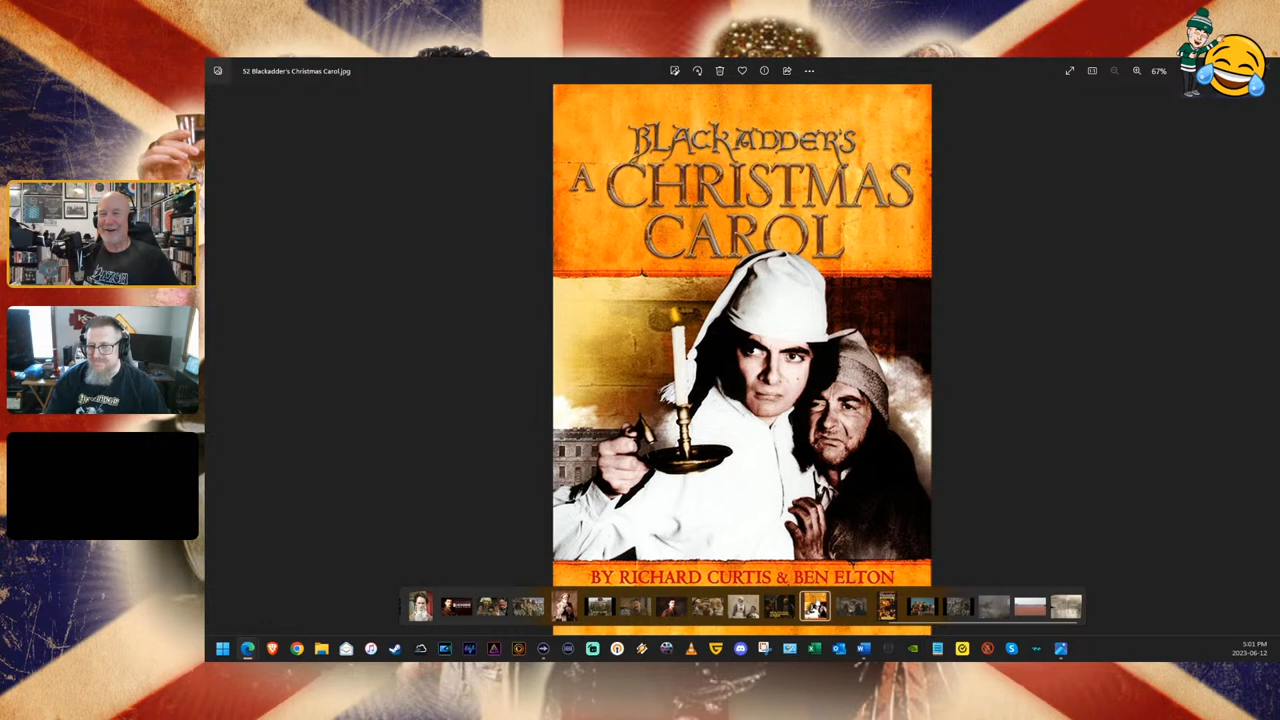 52 Blackadder's Christmas Carol.jpg
67%
BLACKADDER'S
A CHRISTMAS
CAROL
BY RICHARD CURTIS & BEN ELTON
5:01 PM
2023-06-12